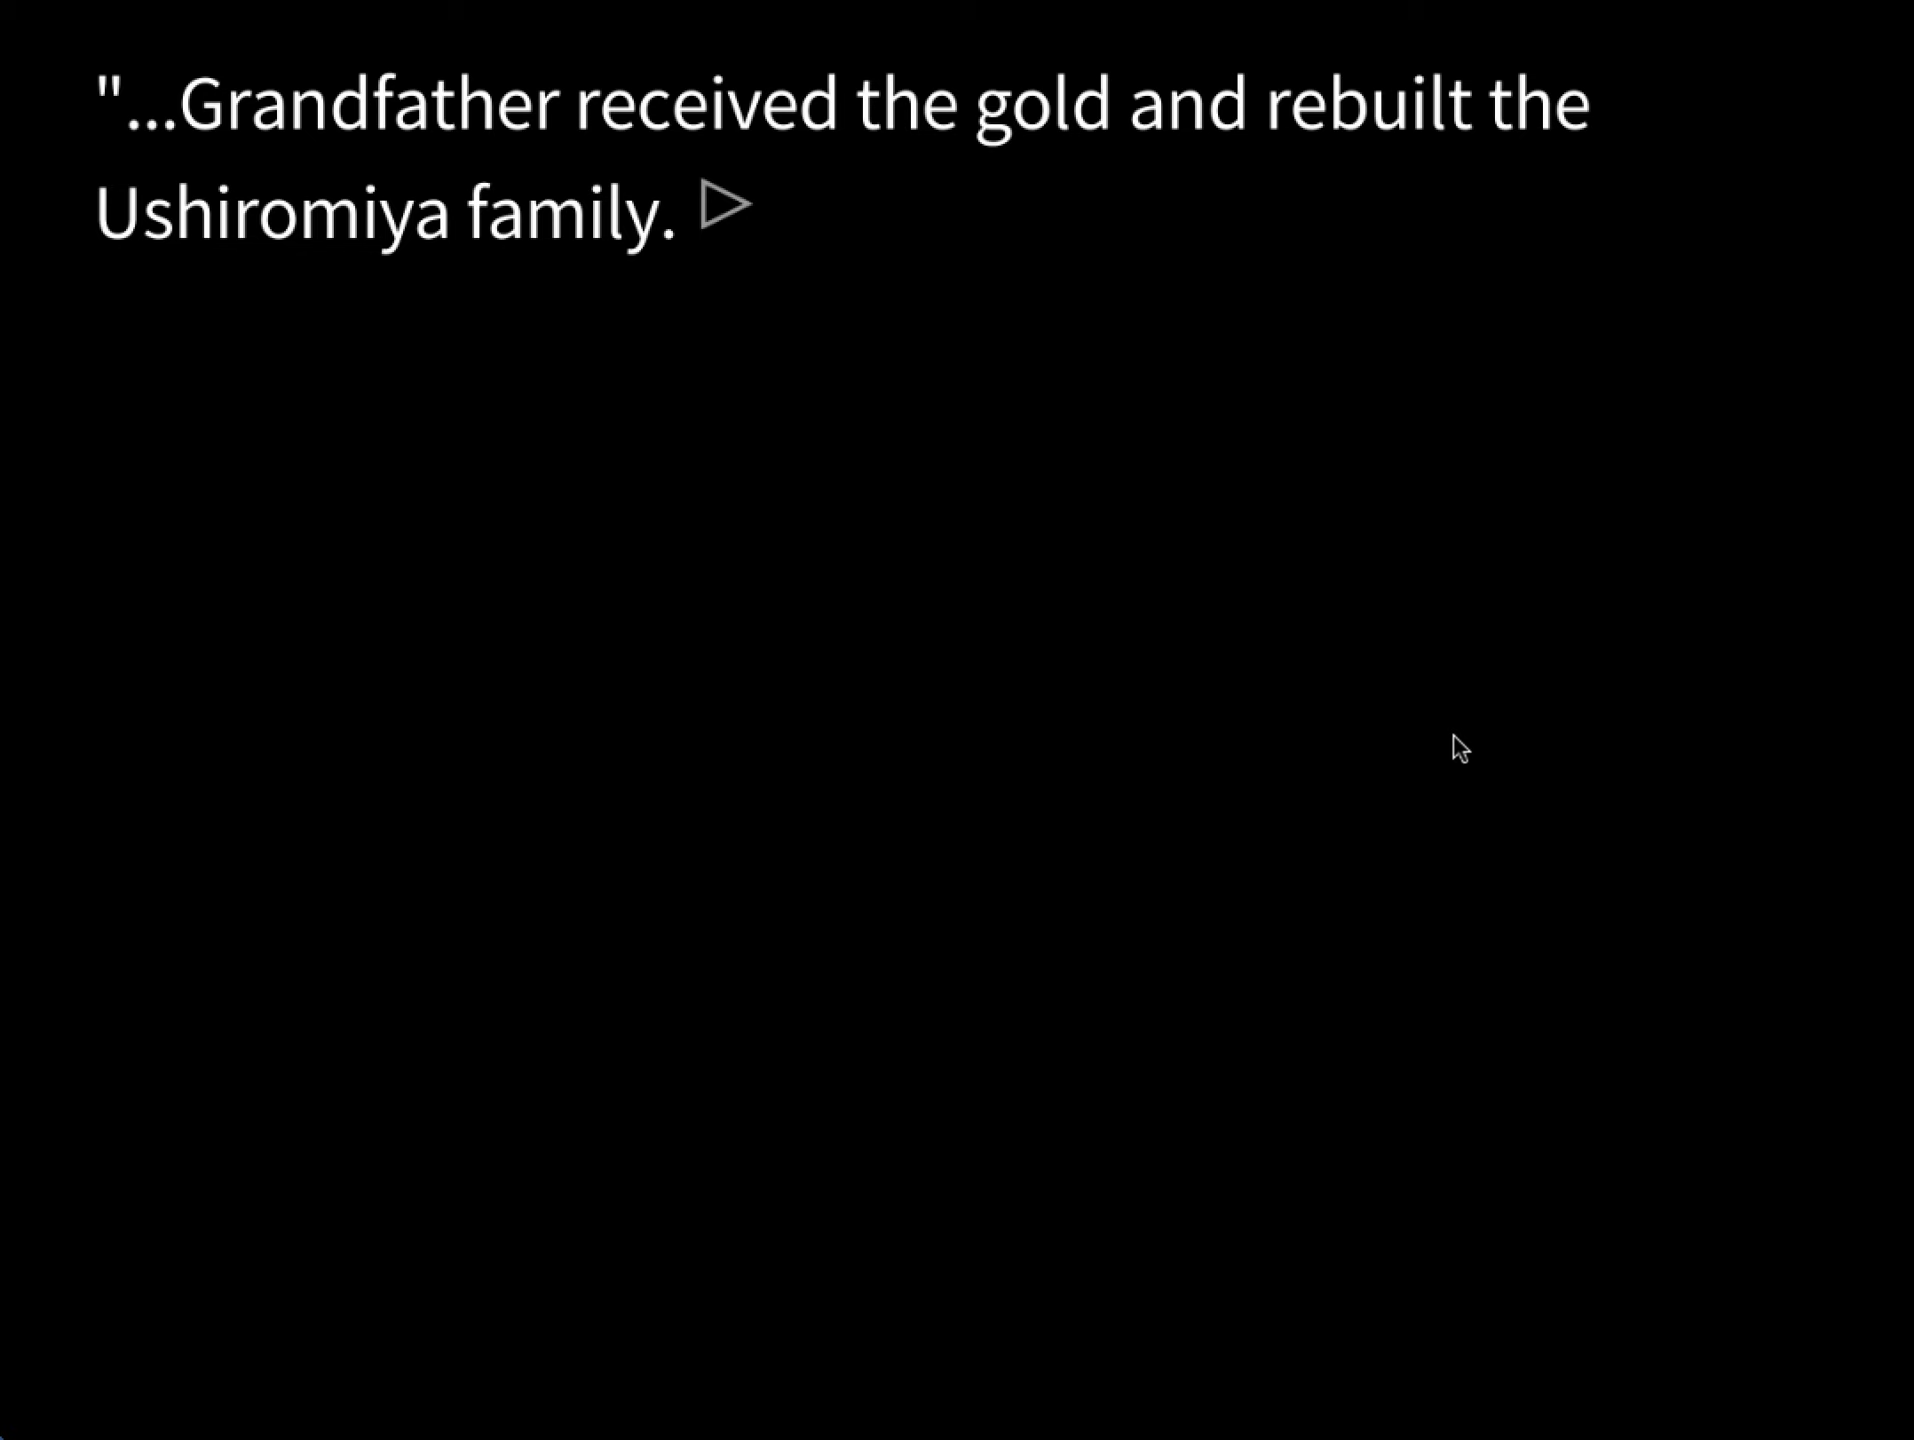 "...Grandfather received the gold and rebuilt the
Ushiromiya family.